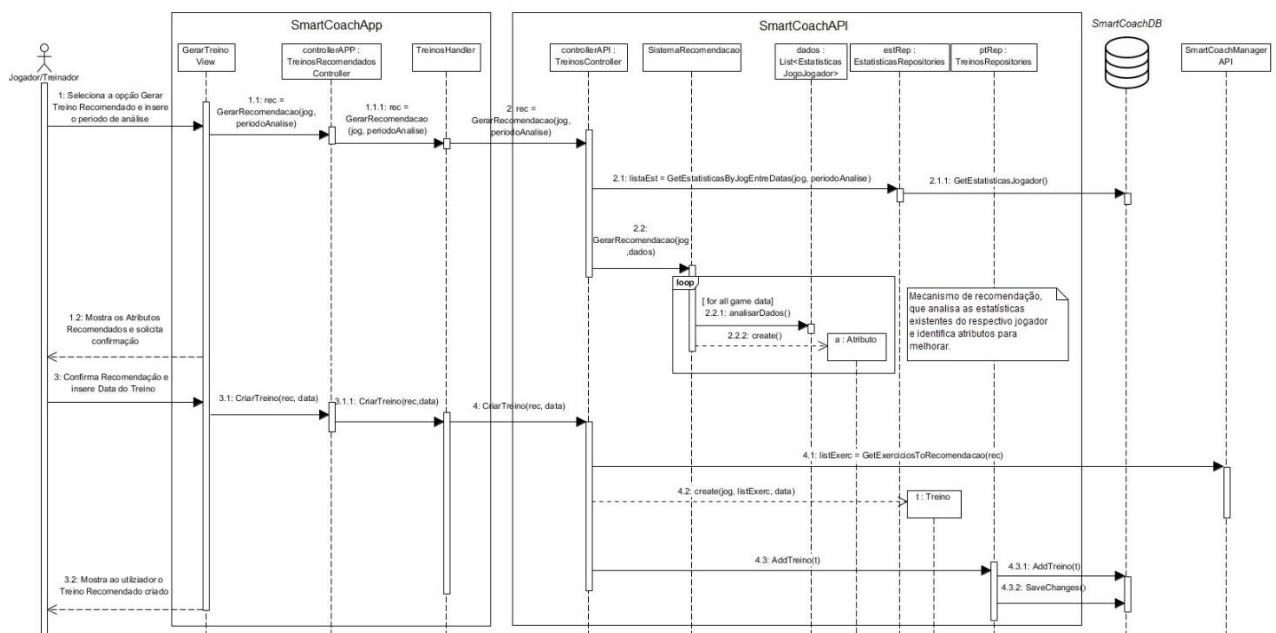 SmartCoachApp
SmartCoachAPI
SmartCoachDB
Jogador/Treinador
GerarTreino
View
controllerAPP :
TreinosRecomendados
Controller
TreinosHandler
controllerAPI :
TreinosController
SistemaRecomendacao
dados :
List<Estatisticas
JogoJogador>
estRep :
EstatisticasRepositories
ptRep :
TreinosRepositories
SmartCoachManager
API
1: Seleciona a opção Gerar
Treino Recomendado e insere
o periodo de análise
1.1: rec =
GerarRecomendacao(jog,
periodoAnalise)
1.1.1: rec =
GerarRecomendacao
(jog, periodoAnalise)
2: rec =
GerarRecomendacao(jog,
periodoAnalise)
2.1: listaEst = GetEstatisticasByJogEntreDatas(jog, periodoAnalise)
2.1.1: GetEstatisticasJogador()
2.2:
GerarRecomendacao(jog
,dados)
loop
[ for all game data]
2.2.1: analisarDados()
2.2.2: create()
a : Atributo
Mecanismo de recomendação,
que analisa as estatísticas
existentes do respectivo jogador
e identifica atributos para
melhorar.
1.2: Mostra os Atributos
Recomendados e solicita
confirmação
3: Confirma Recomendação e
insere Data do Treino
3.1: CriarTreino(rec, data)
3.1.1: CriarTreino(rec,data)
4: CriarTreino(rec, data)
4.1: listExerc = GetExerciciosToRecomendacao(rec)
4.2: create(jog, listExerc, data)
t : Treino
4.3: AddTreino(t)
4.3.1: AddTreino(t)
4.3.2: SaveChanges()
3.2: Mostra ao utilziador o
Treino Recomendado criado